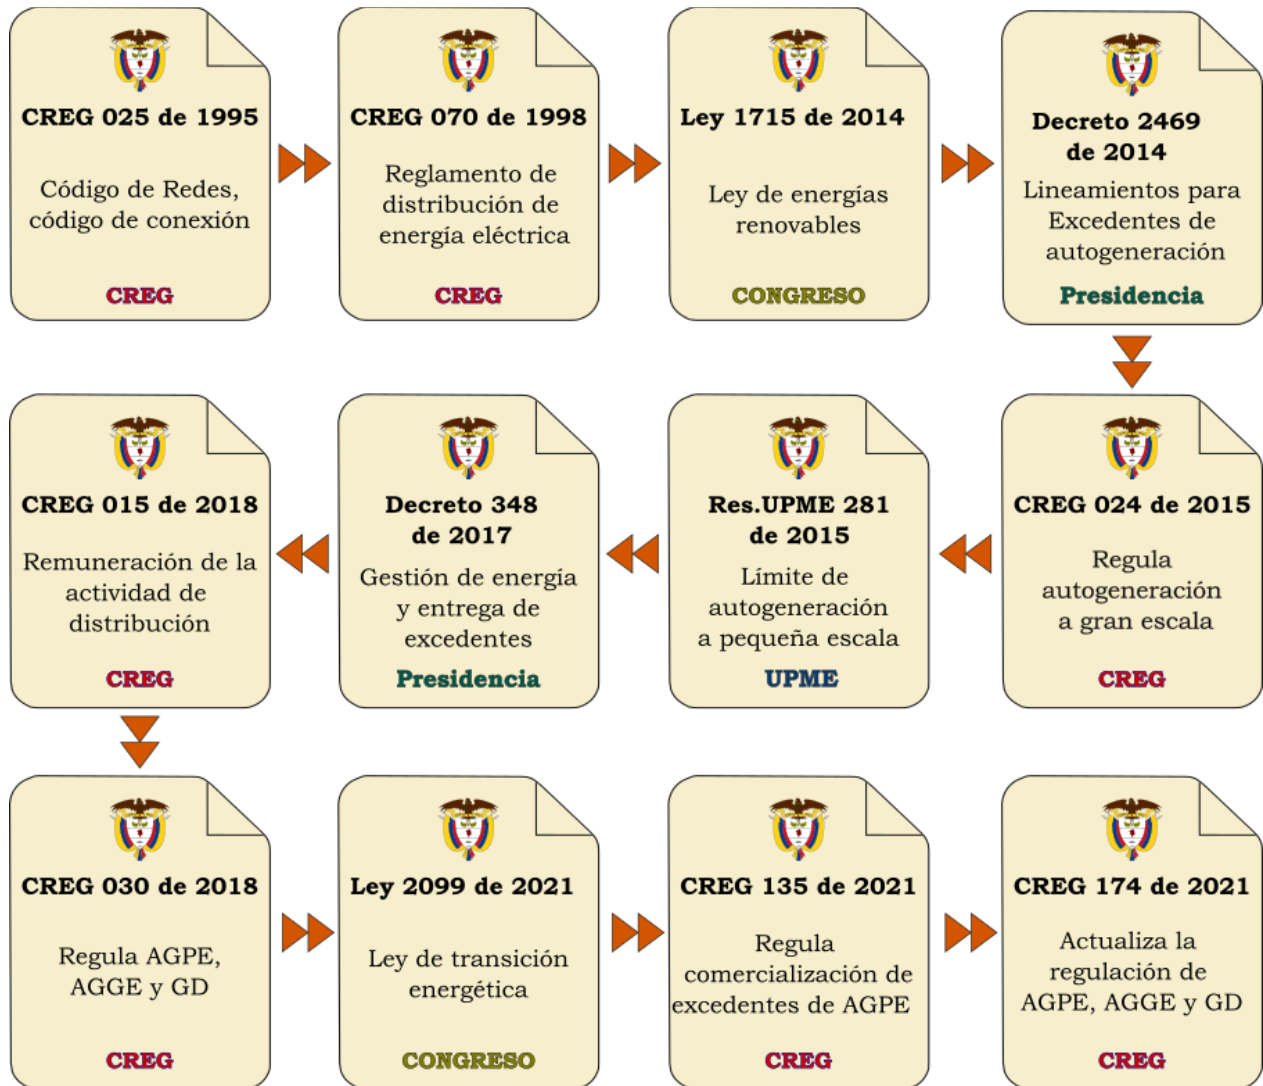 CREG 025 de 1995
Código de Redes,
código de conexión
CREG
CREG 070 de 1998
Reglamento de
distribución de
energía eléctrica
CREG
Ley 1715 de 2014
Ley de energías
renovables
CONGRESO
Decreto 2469
de 2014
Lineamientos para
Excedentes de
autogeneración
Presidencia
CREG 024 de 2015
Regula
autogeneración
a gran escala
CREG
Res.UPME 281
de 2015
Límite de
autogeneración
a pequeña escala
UPME
Decreto 348
de 2017
Gestión de energía
y entrega de
excedentes
Presidencia
CREG 015 de 2018
Remuneración de la
actividad de
distribución
CREG
CREG 030 de 2018
Regula AGPE,
AGGE y GD
CREG
Ley 2099 de 2021
Ley de transición
energética
CONGRESO
CREG 135 de 2021
Regula
comercialización de
excedentes de AGPE
CREG
CREG 174 de 2021
Actualiza la
regulación de
AGPE, AGGE y GD
CREG